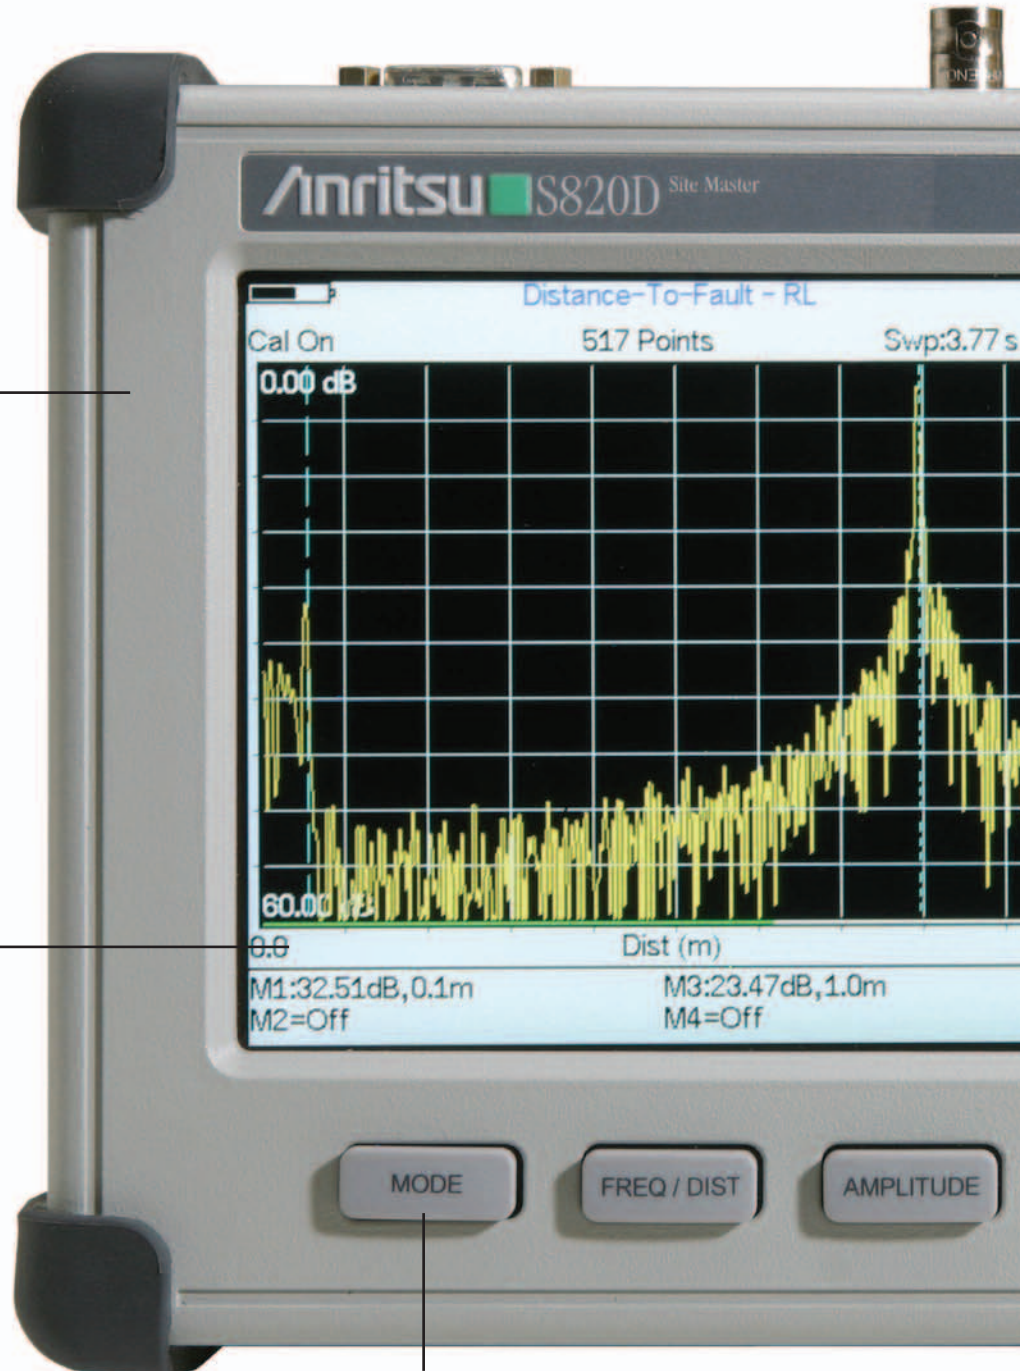 Anritsu S820D Site Master
Distance-To-Fault - RL
Cal On 517 Points Swp:3.77 s
0.00 dB
60.00 dB
0.0 Dist (m)
M1:32.51dB,0.1m M3:23.47dB,1.0m
M2=Off M4=Off
MODE FREQ / DIST AMPLITUDE